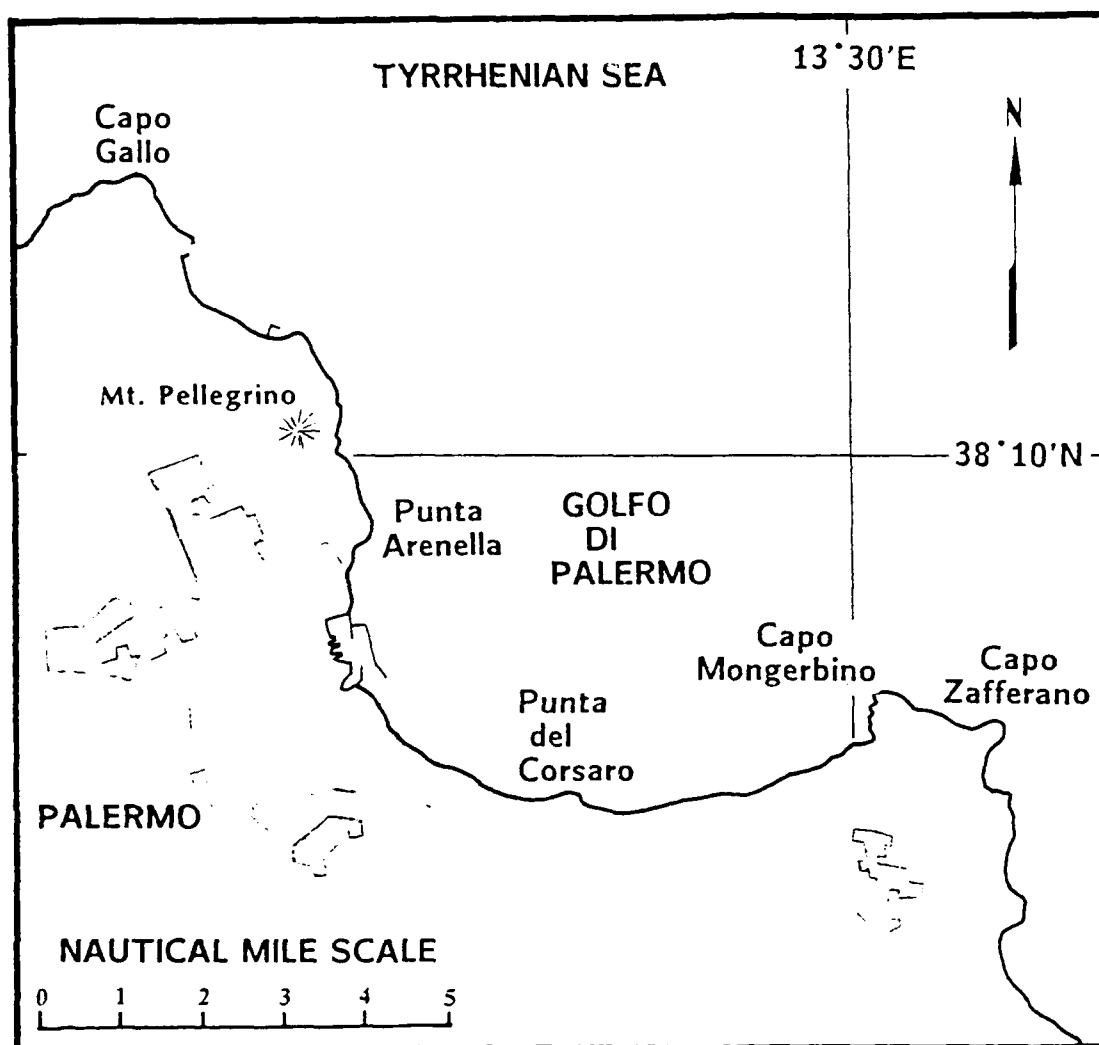 TYRRHENIAN SEA
13°30'E
Capo
Gallo
N
Mt. Pellegrino
38°10'N
Punta
Arenella
GOLFO
DI
PALERMO
Capo
Mongerbino
Capo
Zafferano
Punta
del
Corsaro
PALERMO
NAUTICAL MILE SCALE
0 1 2 3 4 5